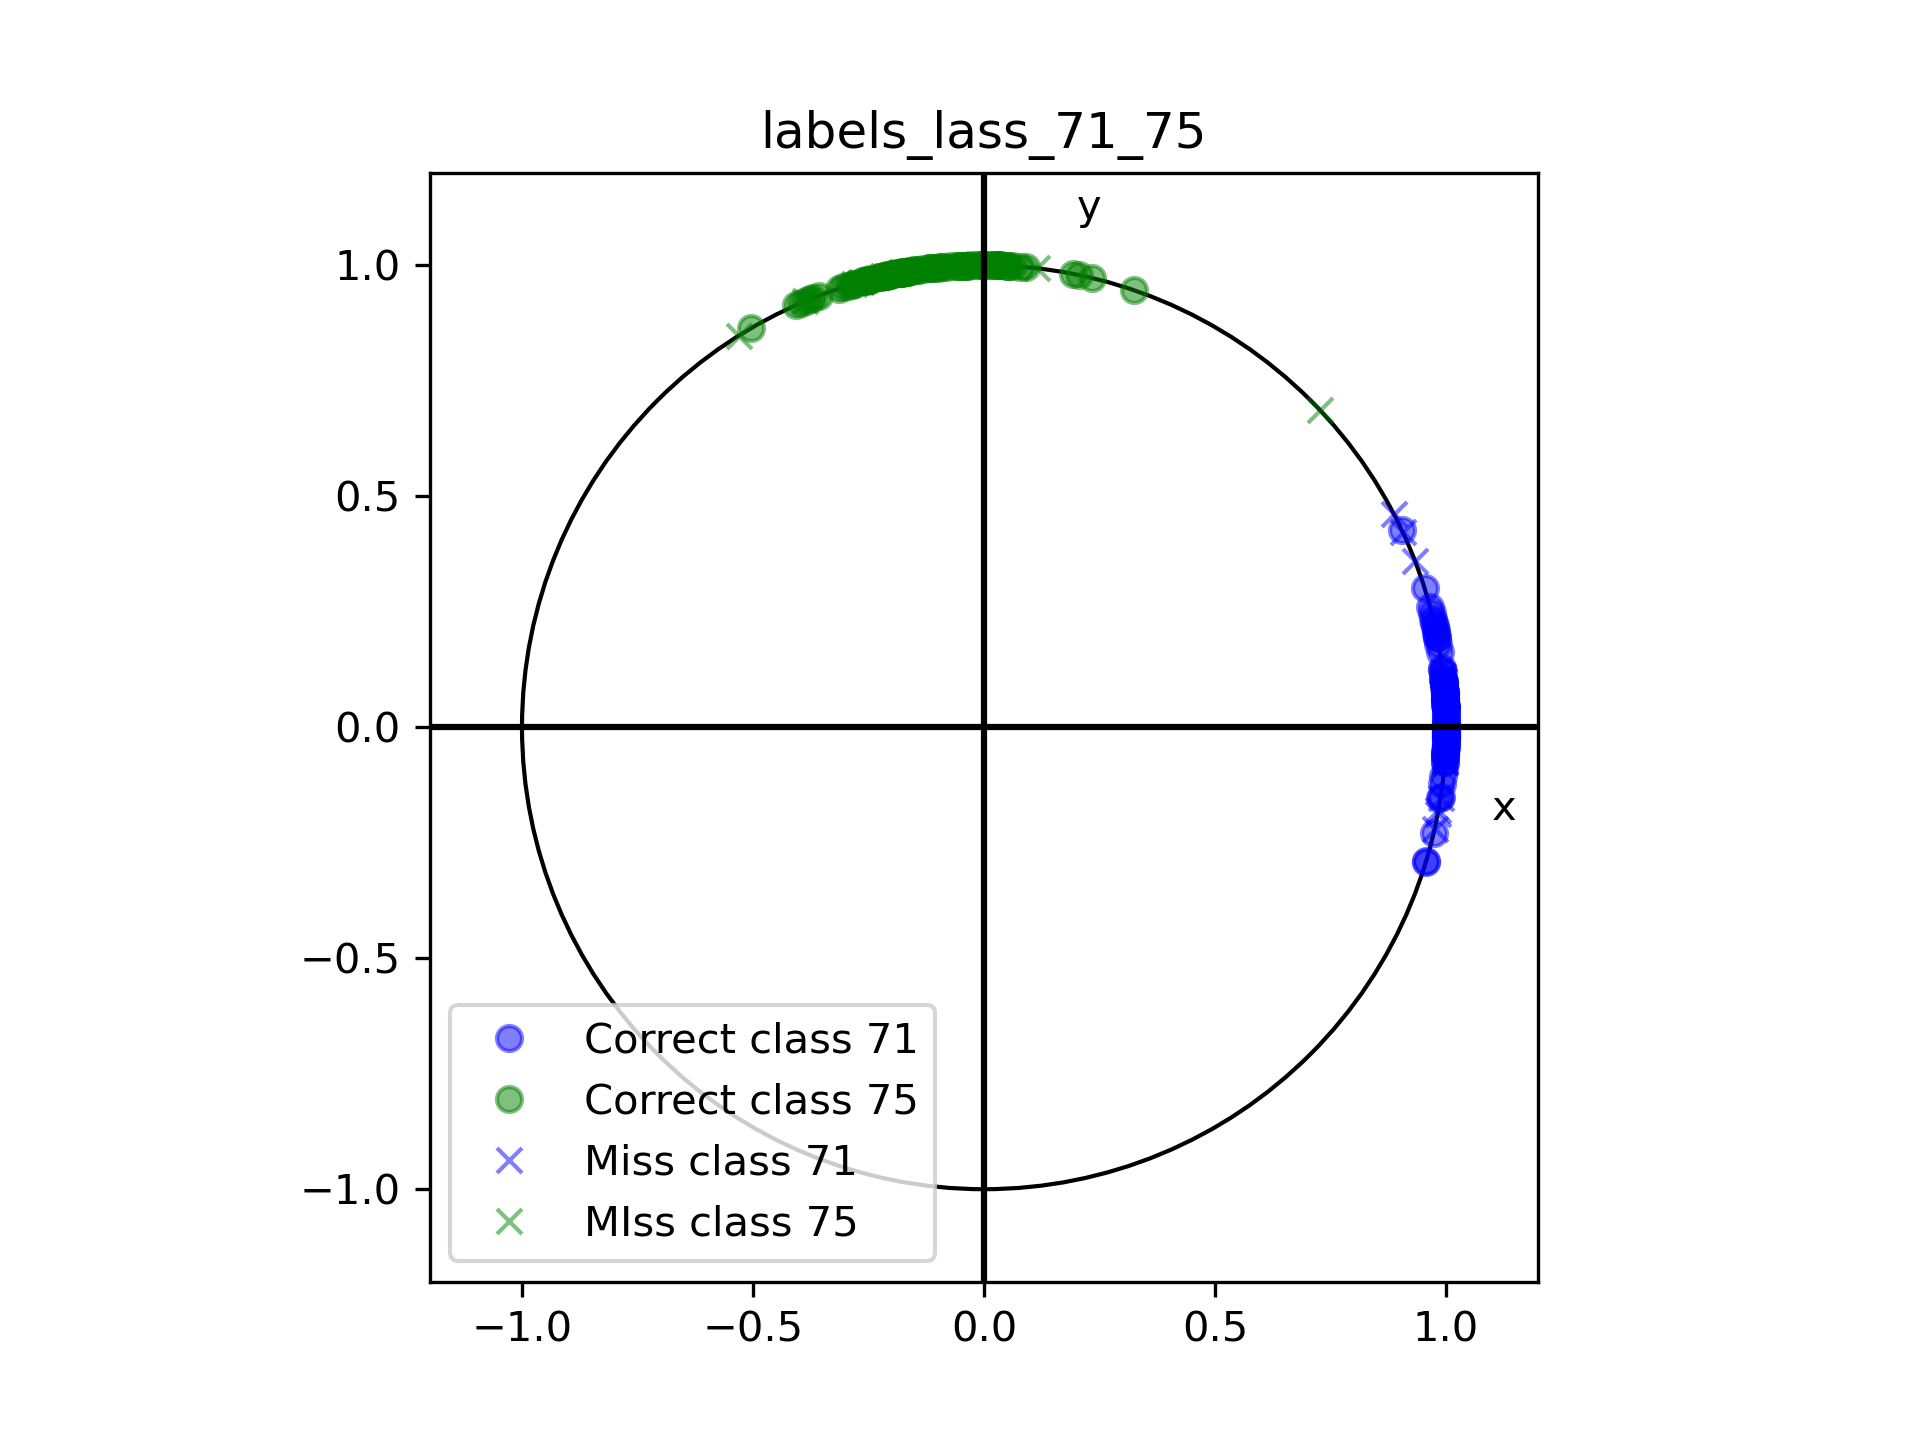 labels_lass_71_75
y
1.0
0.5
0.0
−0.5
−1.0
x
Correct class 71
Correct class 75
Miss class 71
MIss class 75
−1.0 −0.5 0.0 0.5 1.0